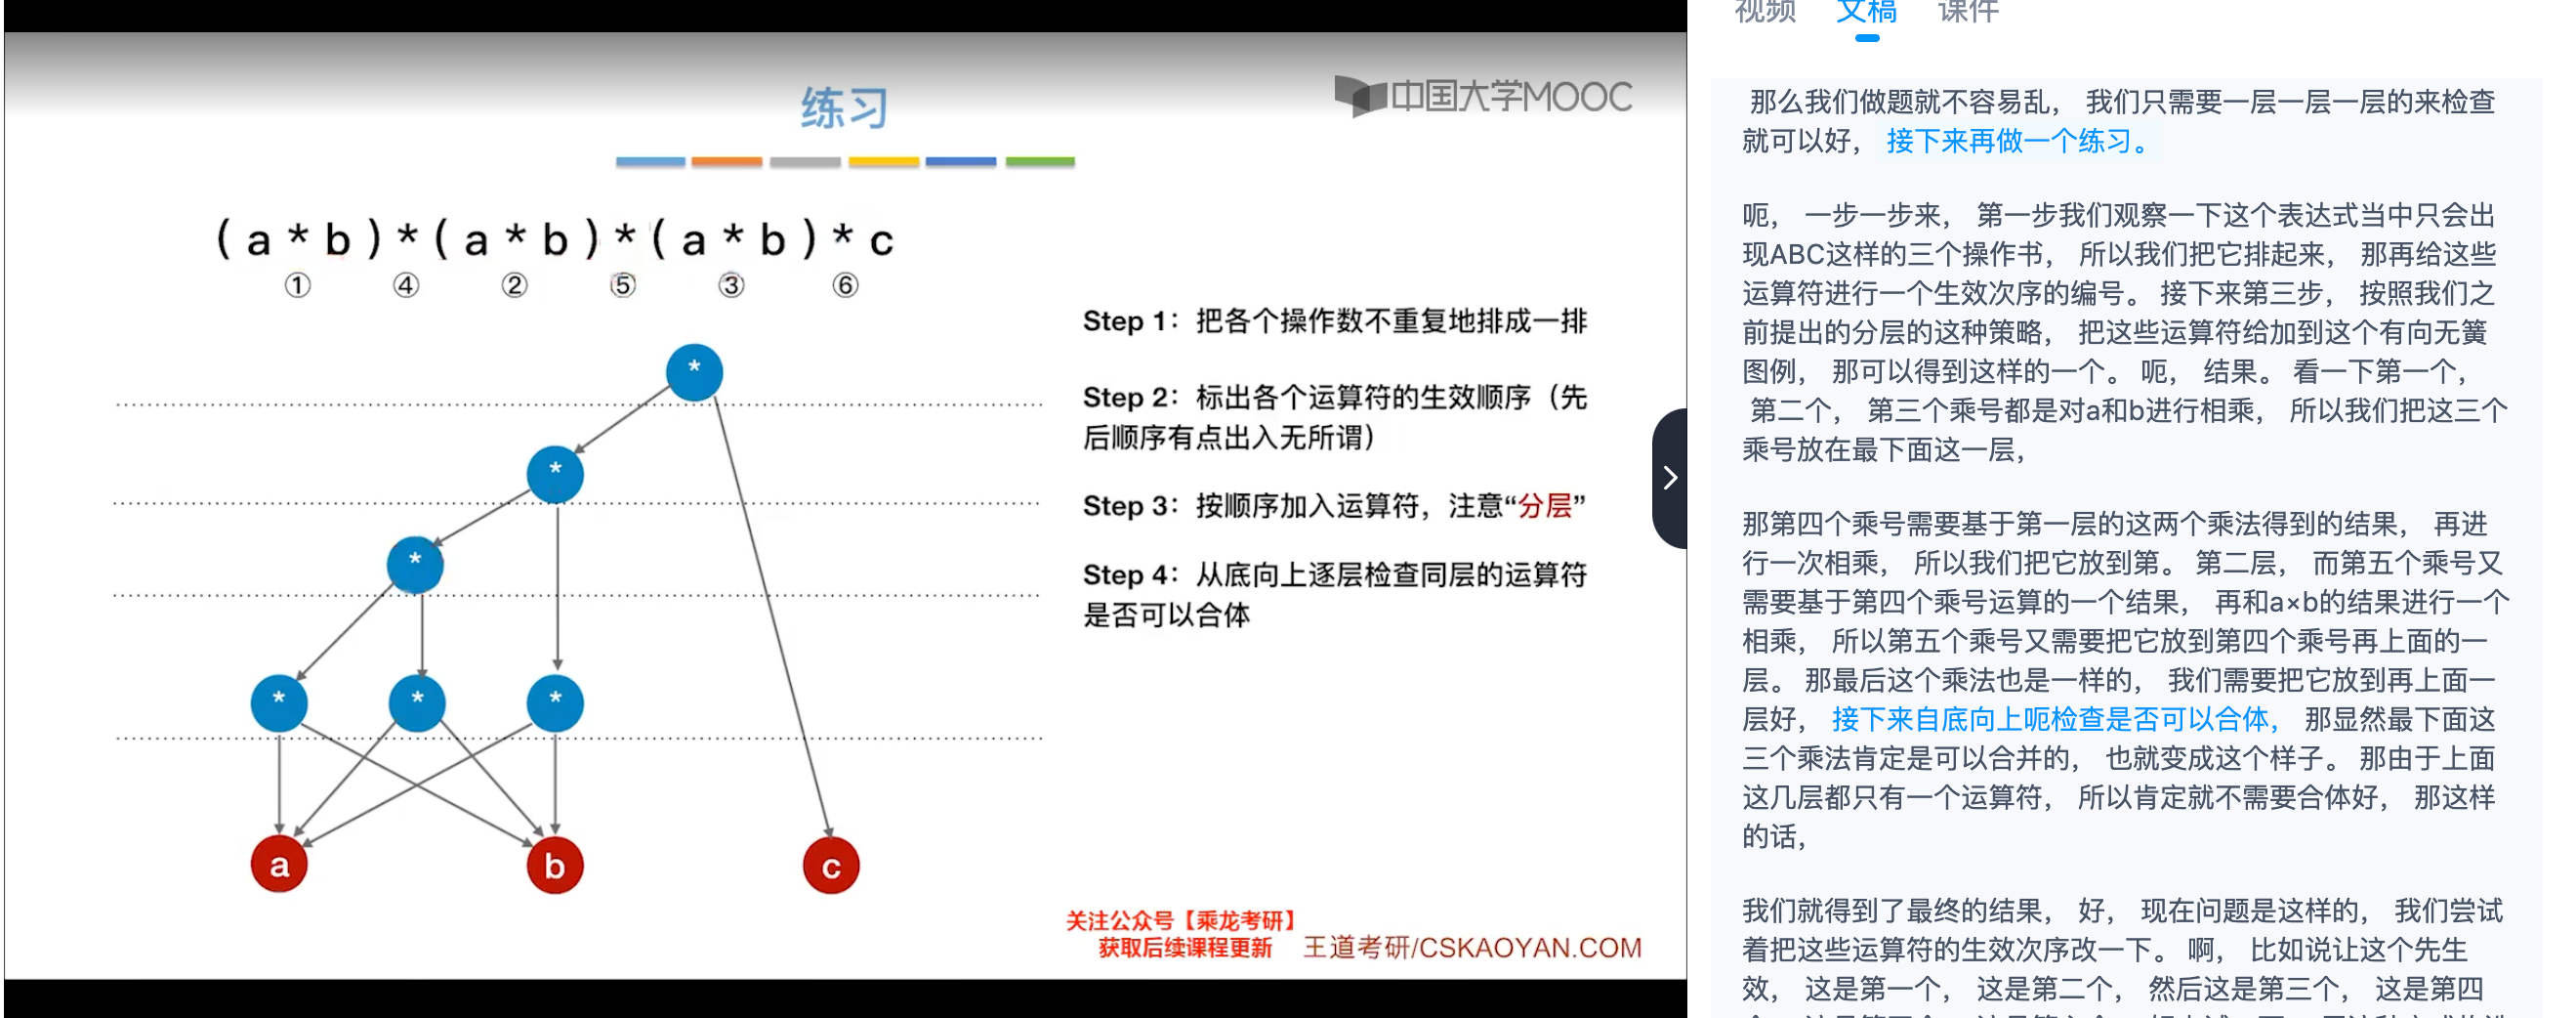 练习
中国大学MOOC
( a * b ) * ( a * b ) * ( a * b ) * c
① ④ ② ⑤ ③ ⑥
*
*
*
* * *
a b c
Step 1：把各个操作数不重复地排成一排
Step 2：标出各个运算符的生效顺序（先
后顺序有点出入无所谓）
Step 3：按顺序加入运算符，注意“分层”
Step 4：从底向上逐层检查同层的运算符
是否可以合体
关注公众号【乘龙考研】
获取后续课程更新
王道考研/CSKAOYAN.COM
视频 文稿 课件
那么我们做题就不容易乱， 我们只需要一层一层一层的来检查
就可以好， 接下来再做一个练习。
呃， 一步一步来， 第一步我们观察一下这个表达式当中只会出
现ABC这样的三个操作书， 所以我们把它排起来， 那再给这些
运算符进行一个生效次序的编号。 接下来第三步， 按照我们之
前提出的分层的这种策略， 把这些运算符给加到这个有向无簧
图例， 那可以得到这样的一个。 呃， 结果。 看一下第一个，
第二个， 第三个乘号都是对a和b进行相乘， 所以我们把这三个
乘号放在最下面这一层，
那第四个乘号需要基于第一层的这两个乘法得到的结果， 再进
行一次相乘， 所以我们把它放到第。 第二层， 而第五个乘号又
需要基于第四个乘号运算的一个结果， 再和a×b的结果进行一个
相乘， 所以第五个乘号又需要把它放到第四个乘号再上面的一
层。 那最后这个乘法也是一样的， 我们需要把它放到再上面一
层好， 接下来自底向上呃检查是否可以合体， 那显然最下面这
三个乘法肯定是可以合并的， 也就变成这个样子。 那由于上面
这几层都只有一个运算符， 所以肯定就不需要合体好， 那这样
的话，
我们就得到了最终的结果， 好， 现在问题是这样的， 我们尝试
着把这些运算符的生效次序改一下。 啊， 比如说让这个先生
效， 这是第一个， 这是第二个， 然后这是第三个， 这是第四